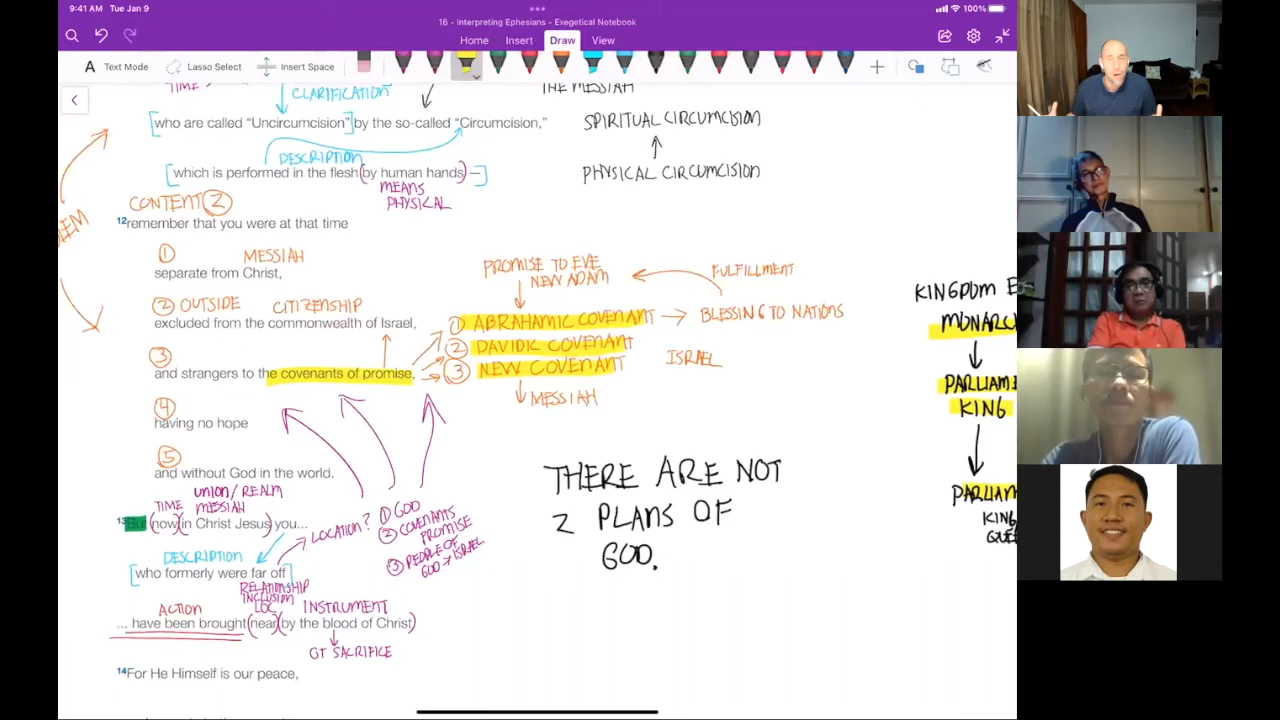 9:41 AM Tue Jan 9
100%
16 - Interpreting Ephesians - Exegetical Notebook
Home Insert Draw View
A Text Mode Lasso Select Insert Space
TIME
CLARIFICATION
THE MESSIAH
[who are called “Uncircumcision”] by the so-called “Circumcision,”
SPIRITUAL CIRCUMCISION
DESCRIPTION
[which is performed in the flesh (by human hands) —]
PHYSICAL CIRCUMCISION
MEANS
PHYSICAL
CONTENT 2
12 remember that you were at that time
1 MESSIAH
separate from Christ,
2 OUTSIDE CITIZENSHIP
excluded from the commonwealth of Israel,
3
and strangers to the covenants of promise,
4
having no hope
5
and without God in the world.
PROMISE TO EVE
NEW ADAM
FULFILLMENT
1 ABRAHAMIC COVENANT → BLESSING TO NATIONS
2 DAVIDIC COVENANT
ISRAEL
3 NEW COVENANT
MESSIAH
KINGDOM
PARLIAM
KING
PARLIAM
KING
THERE ARE NOT
2 PLANS OF
GOD.
UNION/REALM
TIME MESSIAH
13 But (now) (in Christ Jesus) you...
LOCATION? 1 GOD
2 COVENANTS
PROMISE
3 PEOPLE OF
GOD → ISRAEL
DESCRIPTION
[who formerly were far off]
RELATIONSHIP
INCLUSION
LOC
ACTION INSTRUMENT
... have been brought (near) (by the blood of Christ)
OT SACRIFICE
14 For He Himself is our peace,